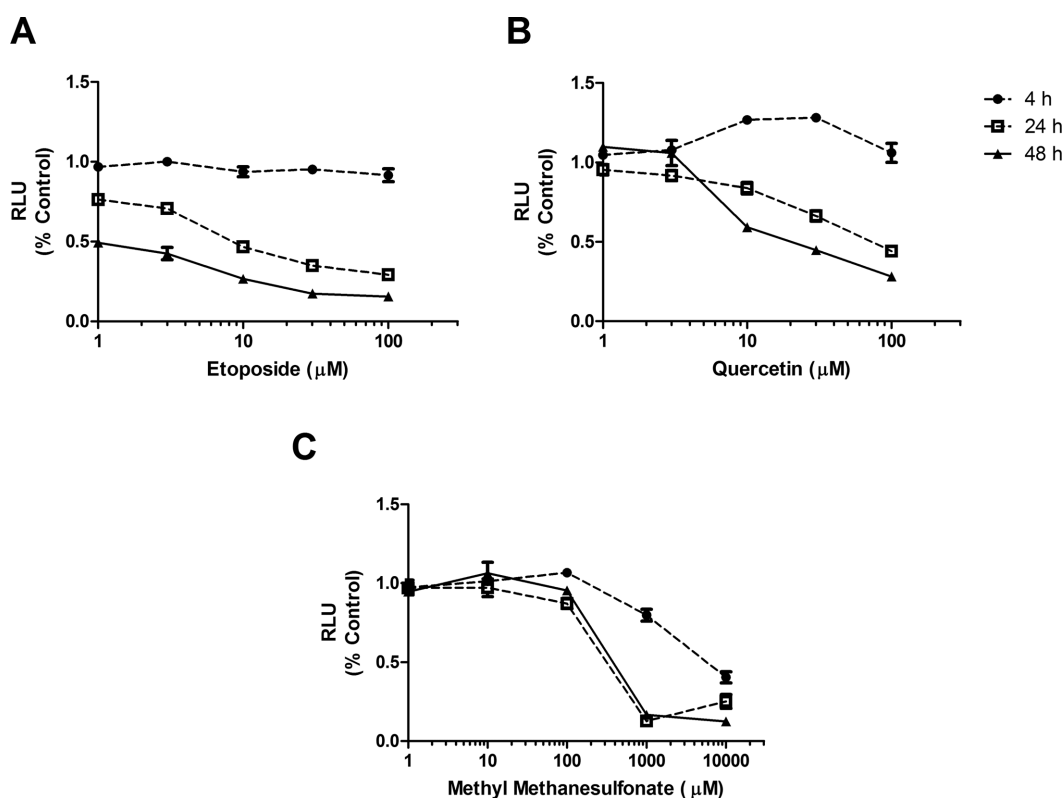 A
1.5
1.0
0.5
0.0
RLU
(% Control)
1 10 100
Etoposide (μM)
B
1.5
1.0
0.5
0.0
RLU
(% Control)
1 10 100
Quercetin (μM)
4 h
24 h
48 h
C
1.5
1.0
0.5
0.0
RLU
(% Control)
1 10 100 1000 10000
Methyl Methanesulfonate ( μM)